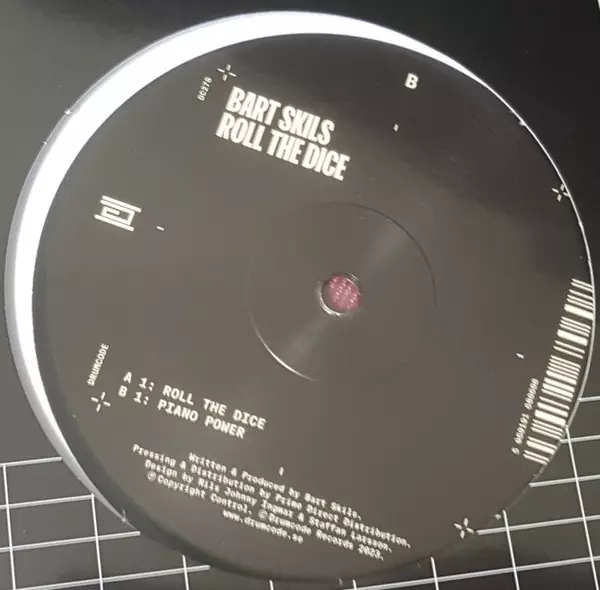 B
DC278
BART SKILS
ROLL THE DICE
DRUMCODE
A 1: ROLL THE DICE
B 1: PIANO POWER
Written & Produced by Bart Skils.
Pressing & Distribution by Prime Direct Distribution.
Design by Nils Johnny Ingmar & Steffan Larsson.
℗ Copyright Control. © Drumcode Records 2023.
www.drumcode.se